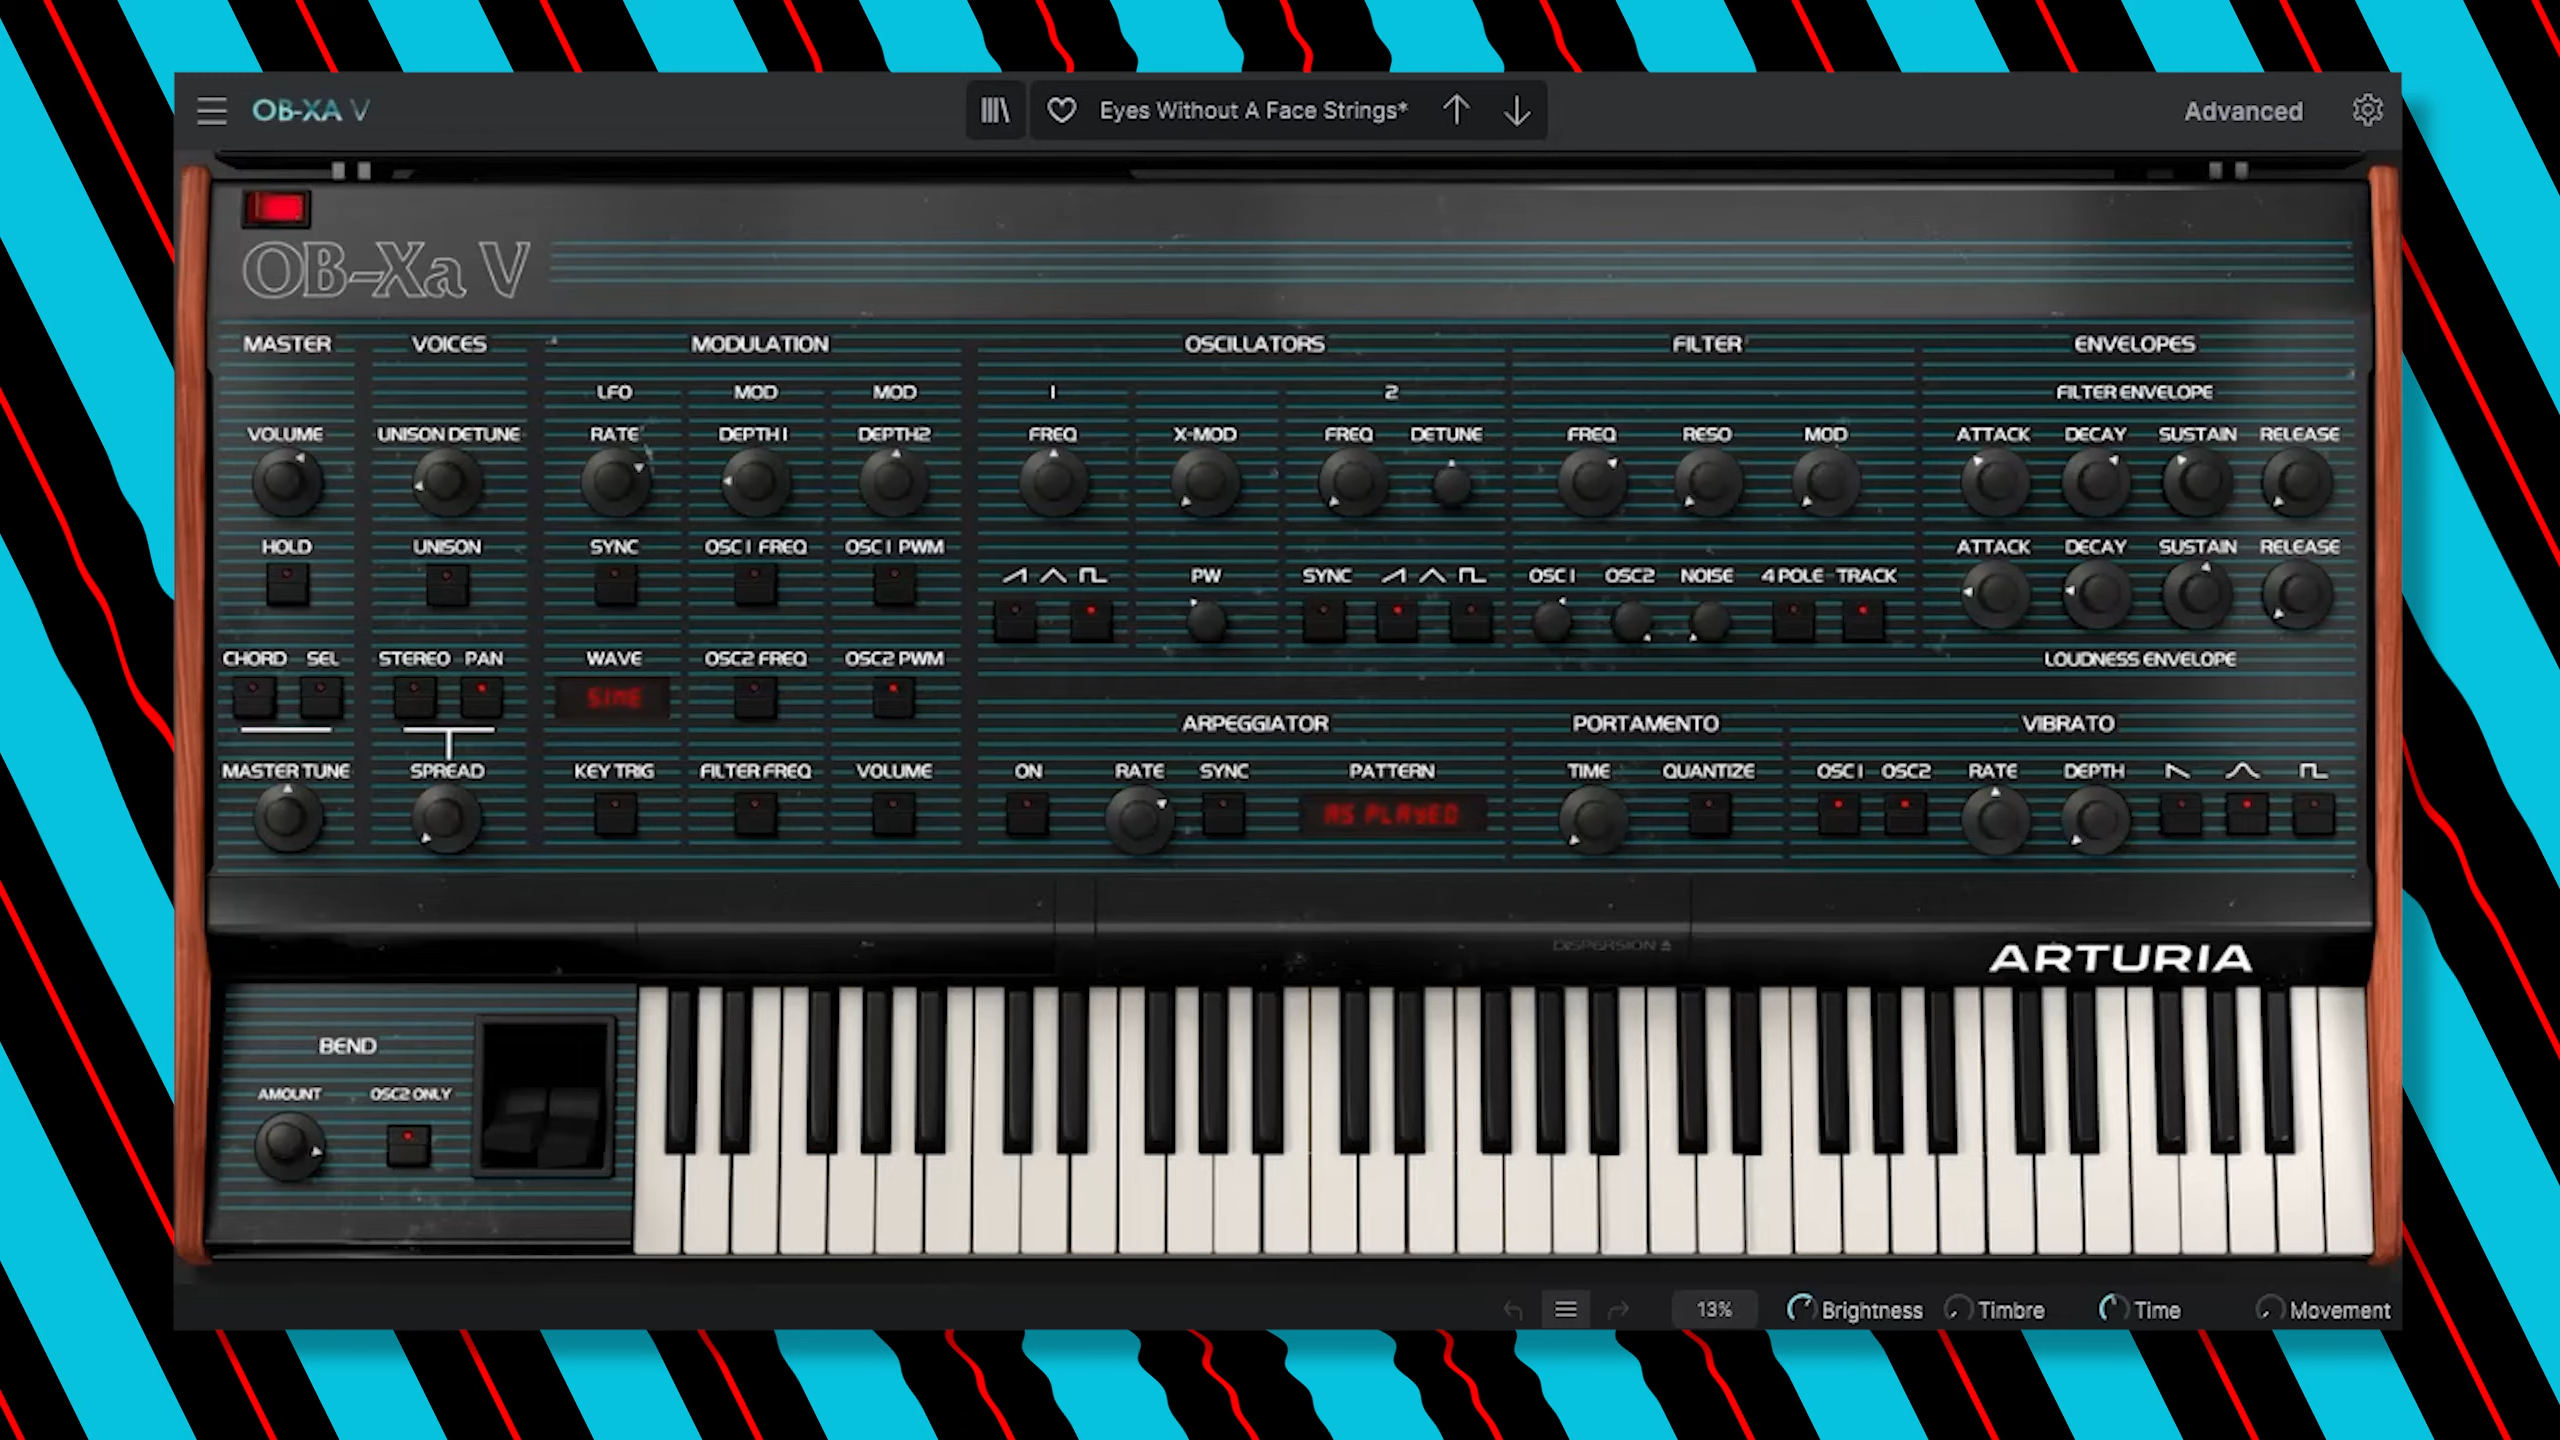 OB-XA V
Eyes Without A Face Strings*
Advanced
OB-Xa V
MASTER VOICES MODULATION OSCILLATORS FILTER ENVELOPES
LFO MOD MOD 1 2 FILTER ENVELOPE
VOLUME UNISON DETUNE RATE DEPTH1 DEPTH2 FREQ X-MOD FREQ DETUNE FREQ RESO MOD ATTACK DECAY SUSTAIN RELEASE
HOLD UNISON SYNC OSC1 FREQ OSC1 PWM ATTACK DECAY SUSTAIN RELEASE
PW SYNC OSC1 OSC2 NOISE 4 POLE TRACK
CHORD SEL STEREO PAN WAVE OSC2 FREQ OSC2 PWM LOUDNESS ENVELOPE
SINE
ARPEGGIATOR PORTAMENTO VIBRATO
MASTER TUNE SPREAD KEY TRIG FILTER FREQ VOLUME ON RATE SYNC PATTERN TIME QUANTIZE OSC1 OSC2 RATE DEPTH
AS PLAYED
DISPERSION
ARTURIA
BEND
AMOUNT OSC2 ONLY
13% Brightness Timbre Time Movement